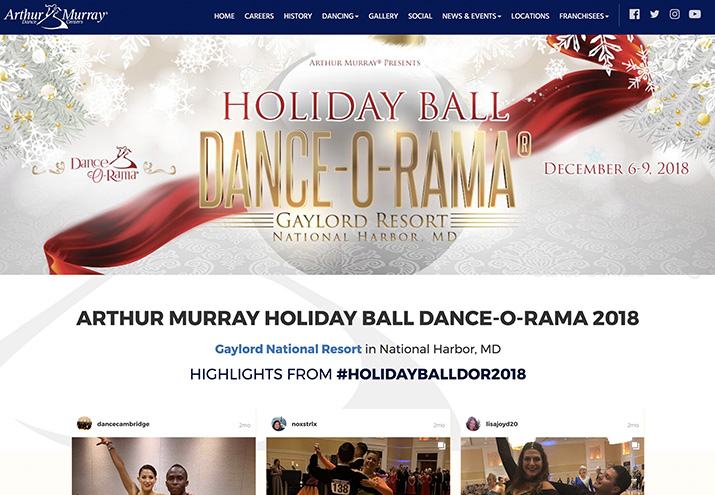 Arthur Murray®
Dance Centers
HOME CAREERS HISTORY DANCING GALLERY SOCIAL NEWS & EVENTS LOCATIONS FRANCHISEES
ARTHUR MURRAY® PRESENTS
HOLIDAY BALL
DANCE-O-RAMA®
Dance
-O-Rama®
DECEMBER 6-9, 2018
GAYLORD RESORT
NATIONAL HARBOR, MD
ARTHUR MURRAY HOLIDAY BALL DANCE-O-RAMA 2018
Gaylord National Resort in National Harbor, MD
HIGHLIGHTS FROM #HOLIDAYBALLDOR2018
dancecambridge 2mo
noxstrlx 2mo
lisajoyd20 2mo
138